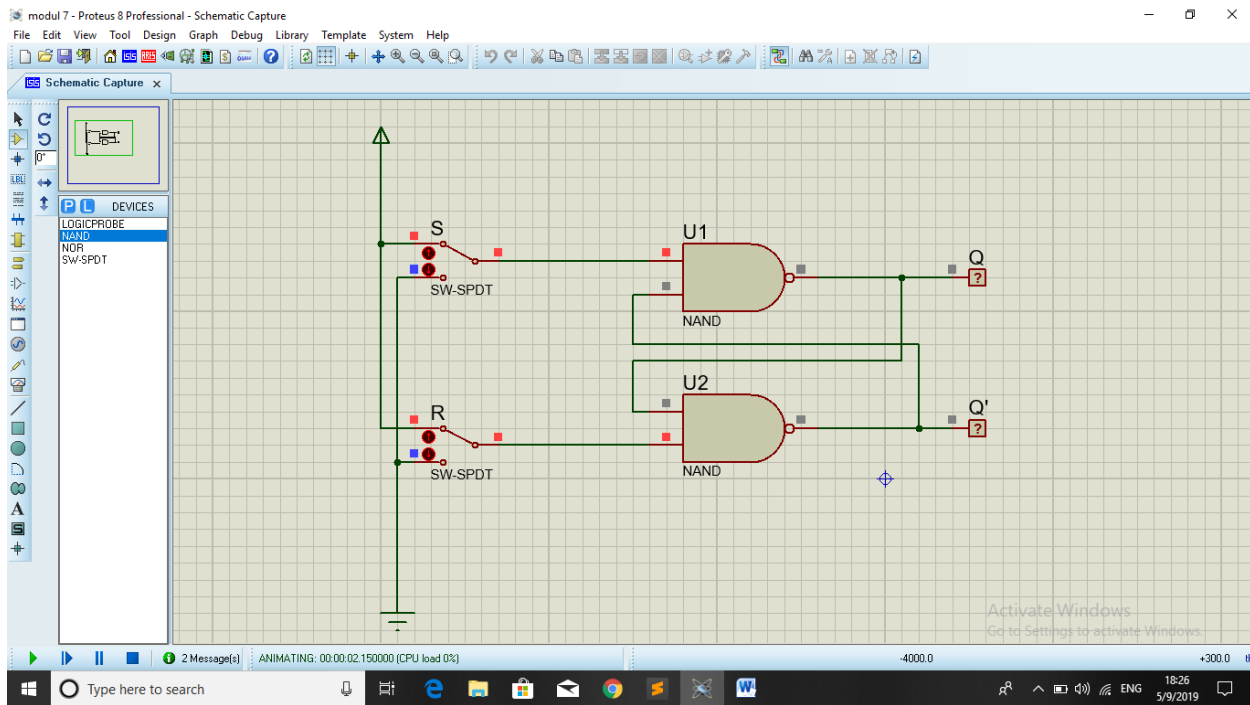 modul 7 - Proteus 8 Professional - Schematic Capture
File Edit View Tool Design Graph Debug Library Template System Help
Schematic Capture
0°
LBL
P L DEVICES
LOGICPROBE
NAND
NOR
SW-SPDT
A
S
SW-SPDT
U1
NAND
Q
?
U2
NAND
Q'
?
R
SW-SPDT
Activate Windows
Go to Settings to activate Windows.
2 Message(s)
ANIMATING: 00:00:02.150000 (CPU load 0%)
-4000.0
+300.0
Type here to search
ENG
18:26
5/9/2019